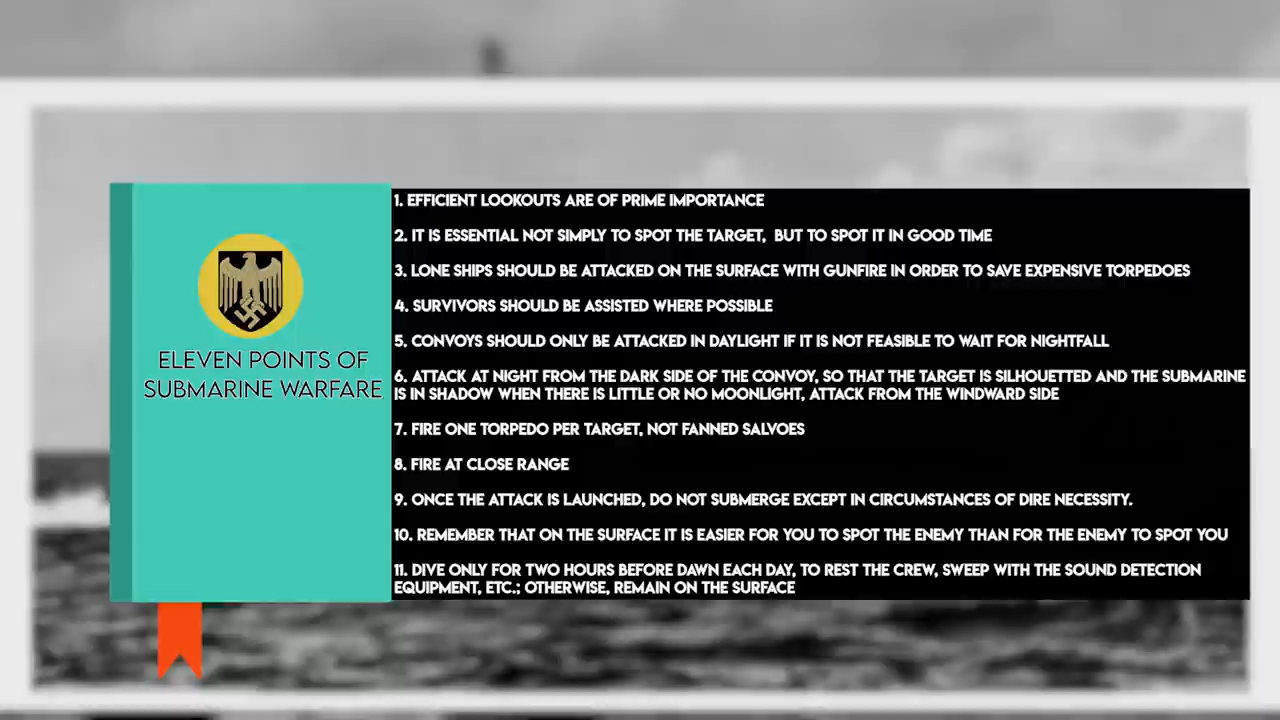 ELEVEN POINTS OF
SUBMARINE WARFARE
1. EFFICIENT LOOKOUTS ARE OF PRIME IMPORTANCE
2. IT IS ESSENTIAL NOT SIMPLY TO SPOT THE TARGET, BUT TO SPOT IT IN GOOD TIME
3. LONE SHIPS SHOULD BE ATTACKED ON THE SURFACE WITH GUNFIRE IN ORDER TO SAVE EXPENSIVE TORPEDOES
4. SURVIVORS SHOULD BE ASSISTED WHERE POSSIBLE
5. CONVOYS SHOULD ONLY BE ATTACKED IN DAYLIGHT IF IT IS NOT FEASIBLE TO WAIT FOR NIGHTFALL
6. ATTACK AT NIGHT FROM THE DARK SIDE OF THE CONVOY, SO THAT THE TARGET IS SILHOUETTED AND THE SUBMARINE
IS IN SHADOW WHEN THERE IS LITTLE OR NO MOONLIGHT, ATTACK FROM THE WINDWARD SIDE
7. FIRE ONE TORPEDO PER TARGET, NOT FANNED SALVOES
8. FIRE AT CLOSE RANGE
9. ONCE THE ATTACK IS LAUNCHED, DO NOT SUBMERGE EXCEPT IN CIRCUMSTANCES OF DIRE NECESSITY.
10. REMEMBER THAT ON THE SURFACE IT IS EASIER FOR YOU TO SPOT THE ENEMY THAN FOR THE ENEMY TO SPOT YOU
11. DIVE ONLY FOR TWO HOURS BEFORE DAWN EACH DAY, TO REST THE CREW, SWEEP WITH THE SOUND DETECTION
EQUIPMENT, ETC.; OTHERWISE, REMAIN ON THE SURFACE